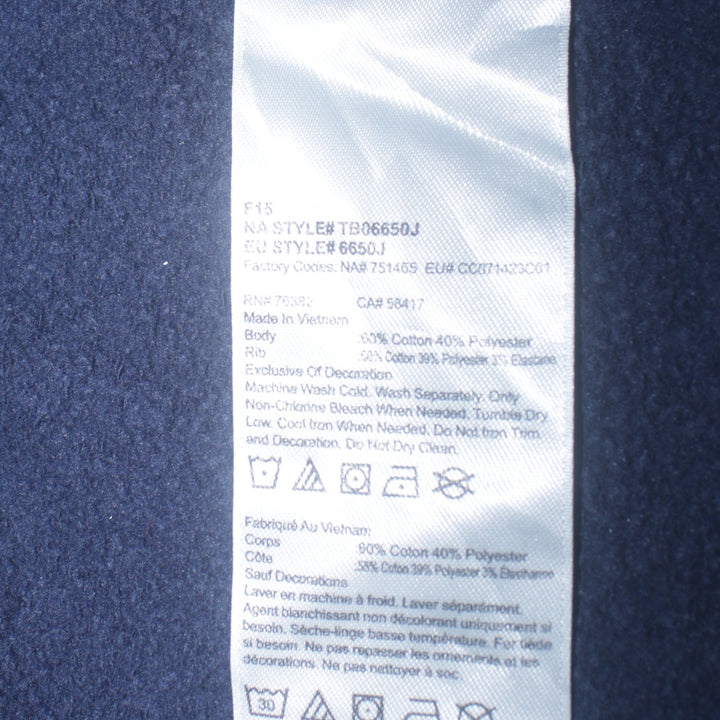 F15
NA STYLE# TB06650J
EU STYLE# 6650J
Factory Codes: NA# 751465 EU# CC871423C01
RN# 76382 CA# 56417
Made In Vietnam
Body :60% Cotton 40% Polyester
Rib :58% Cotton 39% Polyester 3% Elastane
Exclusive Of Decoration
Machine Wash Cold. Wash Separately. Only
Non-Chlorine Bleach When Needed. Tumble Dry
Low. Cool Iron When Needed. Do Not Iron Trim
and Decoration. Do Not Dry Clean.
Fabriqué Au Vietnam
Corps :60% Coton 40% Polyester
Côte :58% Coton 39% Polyester 3% Élasthanne
Sauf Decorations
Laver en machine à froid. Laver séparément.
Agent blanchissant non décolorant uniquement si
besoin. Sèche-linge basse température. Fer tiède
si besoin. Ne pas repasser les ornements et les
décorations. Ne pas nettoyer à sec.
30